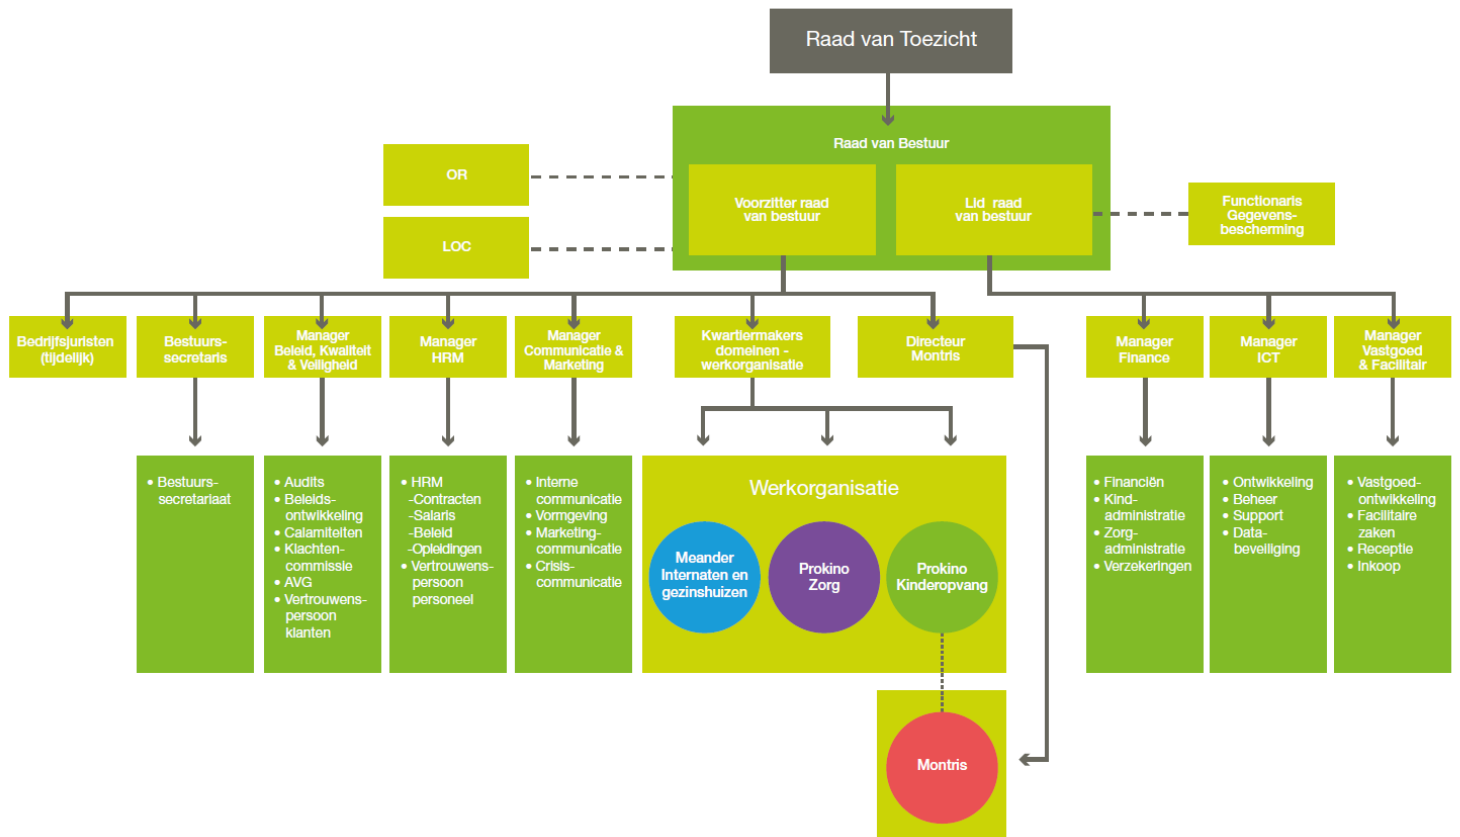 Raad van Toezicht
Raad van Bestuur
OR
LOC
Voorzitter raad
van bestuur
Lid raad
van bestuur
Functionaris
Gegevens-
bescherming
Bedrijfsjuristen
(tijdelijk)
Bestuurs-
secretaris
Manager
Beleid, Kwaliteit
& Veiligheid
Manager
HRM
Manager
Communicatie &
Marketing
Kwartiermakers
domeinen -
werkorganisatie
Directeur
Montris
Manager
Finance
Manager
ICT
Manager
Vastgoed
& Facilitair
• Bestuurs-
secretariaat
• Audits
• Beleids-
ontwikkeling
• Calamiteiten
• Klachten-
commissie
• AVG
• Vertrouwens-
persoon
klanten
• HRM
-Contracten
-Salaris
-Beleid
-Opleidingen
• Vertrouwens-
persoon
personeel
• Interne
communicatie
• Vormgeving
• Marketing-
communicatie
• Crisis-
communicatie
Werkorganisatie
Meander
Internaten en
gezinshuizen
Prokino
Zorg
Prokino
Kinderopvang
Montris
• Financiën
• Kind-
administratie
• Zorg-
administratie
• Verzekeringen
• Ontwikkeling
• Beheer
• Support
• Data-
beveiliging
• Vastgoed-
ontwikkeling
• Facilitaire
zaken
• Receptie
• Inkoop